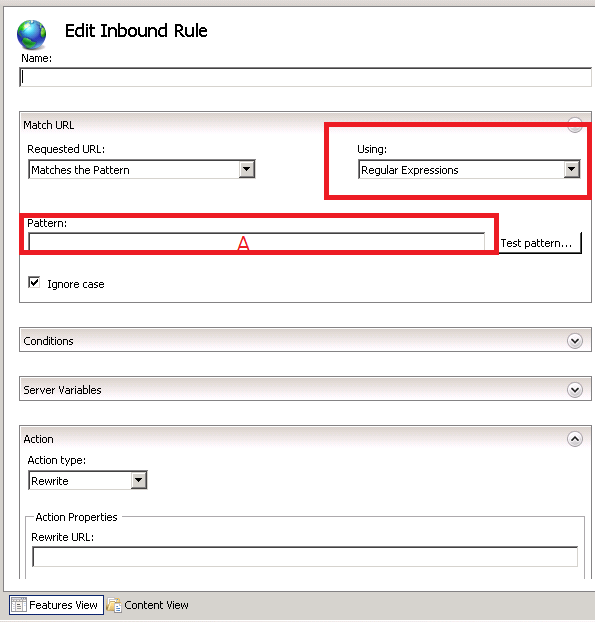 Edit Inbound Rule
Name:
Match URL
Requested URL:
Using:
Matches the Pattern
Regular Expressions
Pattern:
A
Test pattern...
Ignore case
Conditions
Server Variables
Action
Action type:
Rewrite
Action Properties
Rewrite URL:
Features View
Content View